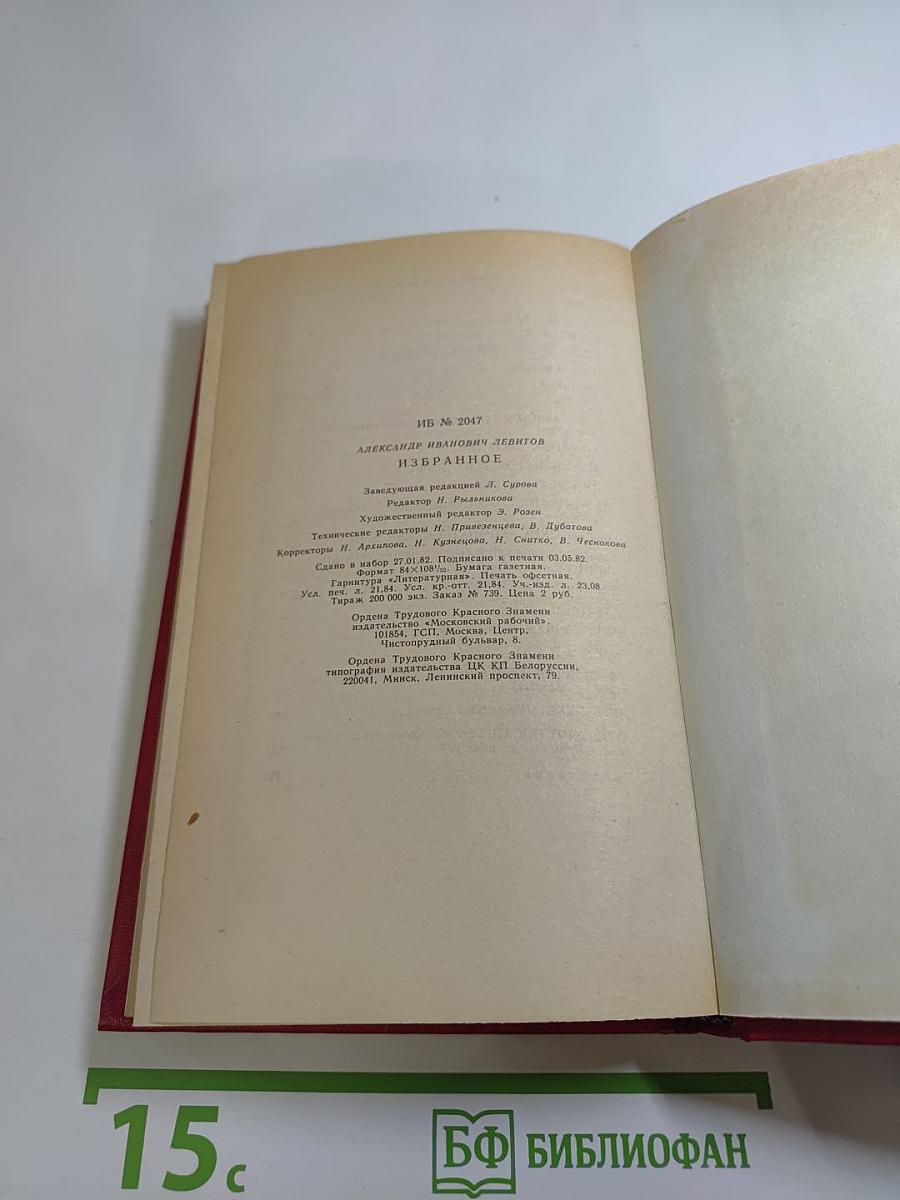 ИБ № 2047
АЛЕКСАНДР ИВАНОВИЧ ЛЕВИТОВ
ИЗБРАННОЕ
Заведующая редакцией Л. Сурова
Редактор Н. Рыльникова
Художественный редактор Э. Розен
Технические редакторы Н. Привезенцева, В. Дубатова
Корректоры Н. Архипова, Н. Кузнецова, Н. Снитко, В. Чеснокова
Сдано в набор 27.01.82. Подписано к печати 03.05.82.
Формат 84×108¹/₃₂. Бумага газетная.
Гарнитура «Литературная». Печать офсетная.
Усл. печ. л. 21,84. Усл. кр.-отт. 21,84. Уч.-изд. л. 23,08.
Тираж 200 000 экз. Заказ № 739. Цена 2 руб.
Ордена Трудового Красного Знамени
издательство «Московский рабочий».
101854, ГСП, Москва, Центр,
Чистопрудный бульвар, 8.
Ордена Трудового Красного Знамени
типография издательства ЦК КП Белоруссии,
220041, Минск, Ленинский проспект, 79.
15 с
БФ БИБЛИОФАН